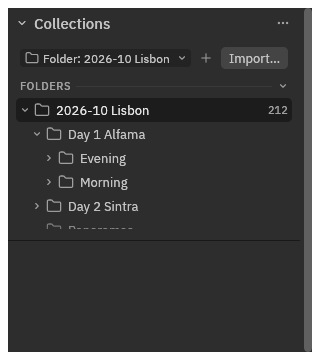 Collections
Folder: 2026-10 Lisbon
Import...
FOLDERS
2026-10 Lisbon 212
Day 1 Alfama
Evening
Morning
Day 2 Sintra